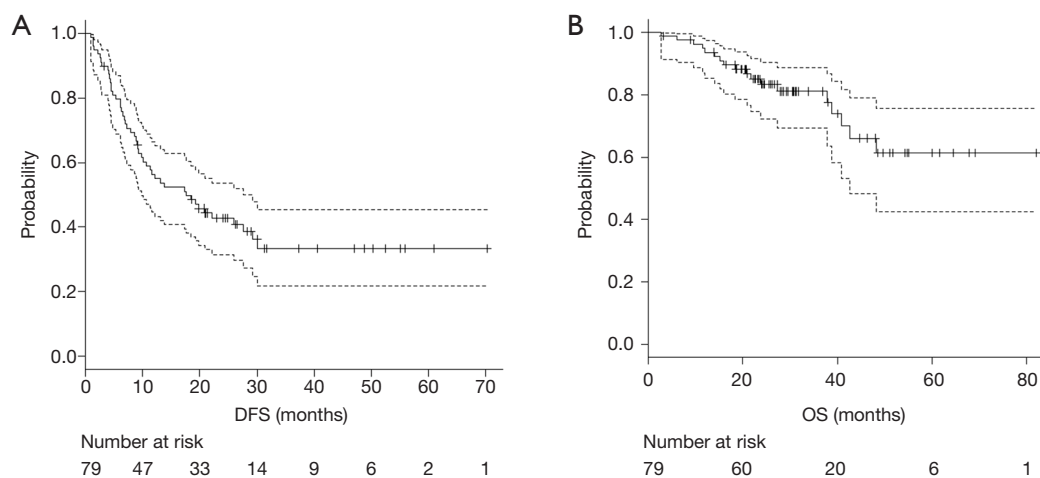 A
Probability
1.0
0.8
0.6
0.4
0.2
0.0
0 10 20 30 40 50 60 70
DFS (months)
Number at risk
79 47 33 14 9 6 2 1
B
Probability
1.0
0.8
0.6
0.4
0.2
0.0
0 20 40 60 80
OS (months)
Number at risk
79 60 20 6 1